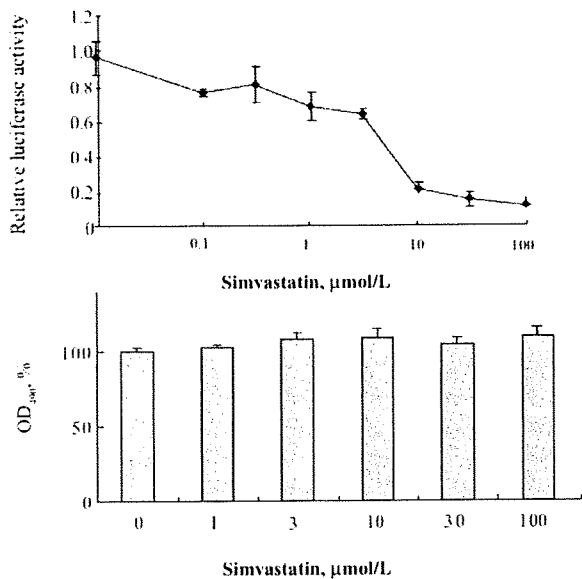 Relative luciferase activity
1.2
1.0
0.8
0.6
0.4
0.2
0
0.1 1 10 100
Simvastatin, µmol/L
OD490, %
100
50
0
0 1 3 10 30 100
Simvastatin, µmol/L